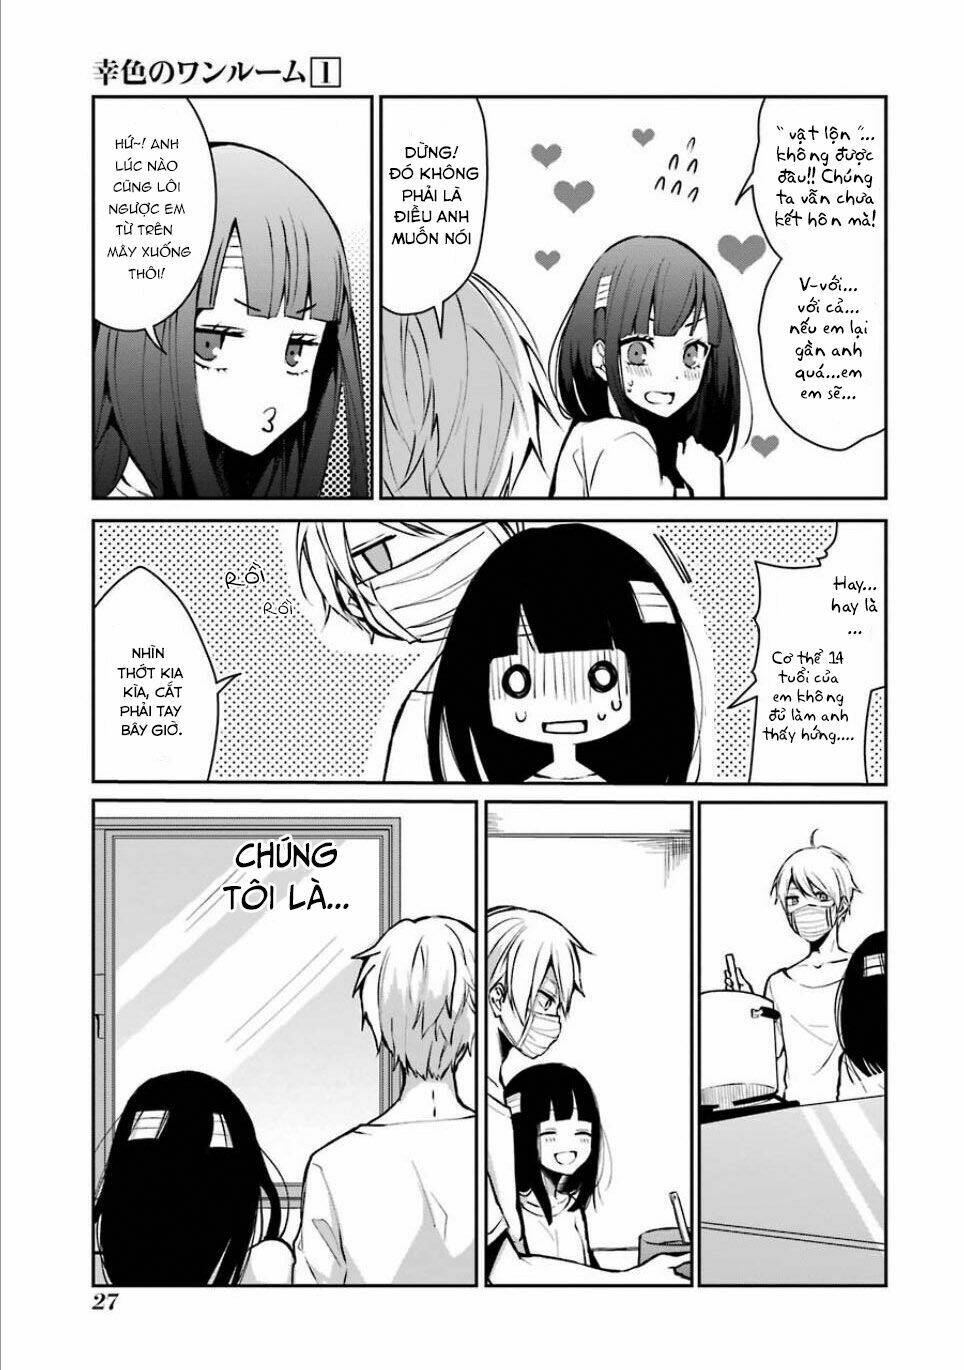 幸色のワンルーム 1
" vật lộn "...
không được
đâu!! Chúng
ta vẫn chưa
kết hôn mà!
V-với...
với cả...
nếu em lại
gần anh
quá...em
em sẽ...
DỪNG!
ĐÓ KHÔNG
PHẢI LÀ
ĐIỀU ANH
MUỐN NÓI
HỨ~! ANH
LÚC NÀO
CŨNG LÔI
NGƯỢC EM
TỪ TRÊN
MÂY XUỐNG
THÔI!
Hay...
hay là
...
Cơ thể 14
tuổi của
em không
đủ làm anh
thấy hứng....
RỒI
RỒI
NHÌN
THỚT KIA
KÌA, CẮT
PHẢI TAY
BÂY GIỜ.
CHÚNG
TÔI LÀ...
27